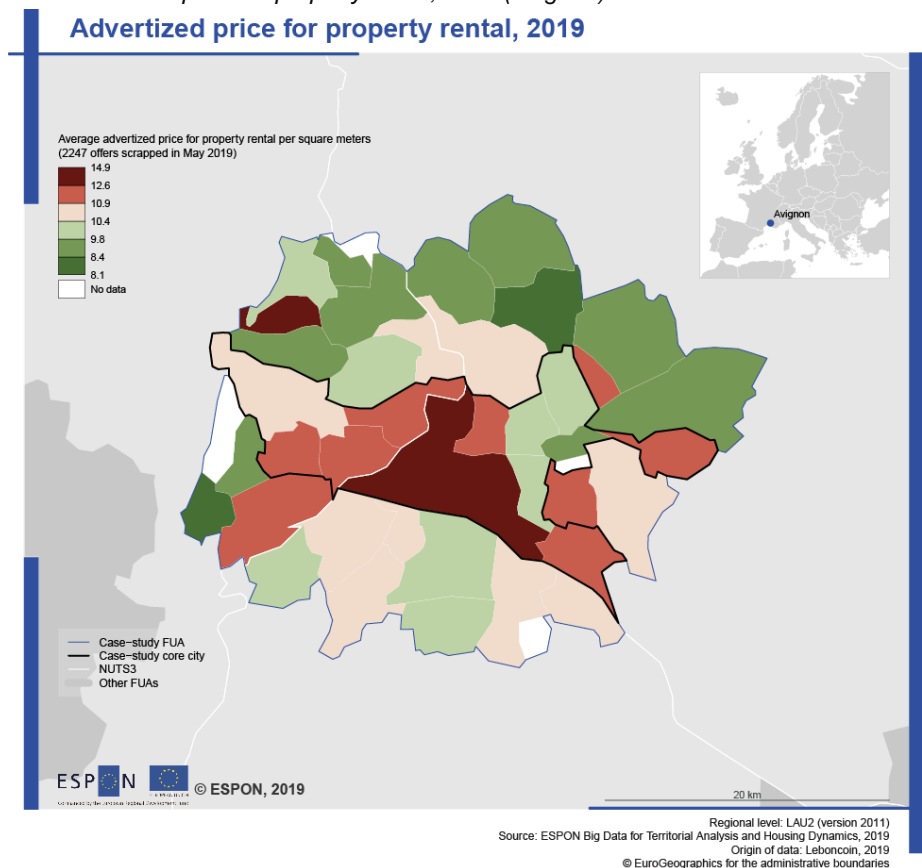 Advertized price for property rental, 2019
Average advertized price for property rental per square meters
(2247 offers scrapped in May 2019)
14.9
12.6
10.9
10.4
9.8
8.4
8.1
No data
Avignon
Case-study FUA
Case-study core city
NUTS3
Other FUAs
ESPON
© ESPON, 2019
20 km
Regional level: LAU2 (version 2011)
Source: ESPON Big Data for Territorial Analysis and Housing Dynamics, 2019
Origin of data: Leboncoin, 2019
© EuroGeographics for the administrative boundaries